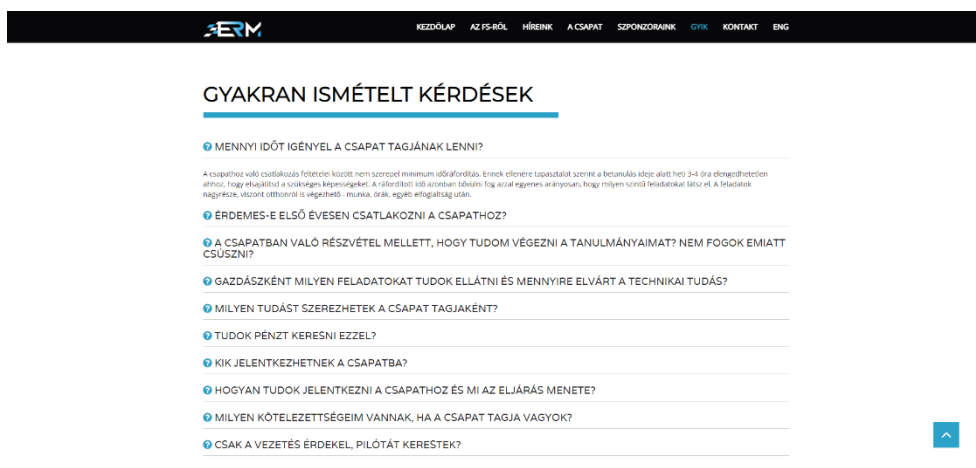 ERM
KEZDŐLAP AZ FS-RŐL HÍREINK A CSAPAT SZPONZORAINK GYIK KONTAKT ENG
GYAKRAN ISMÉTELT KÉRDÉSEK
MENNYI IDŐT IGÉNYEL A CSAPAT TAGJÁNAK LENNI?
A csapathoz való csatlakozás feltételei között nem szerepel minimum időráfordítás. Ennek ellenére tapasztalat szerint a betanulás ideje alatt heti 3-4 óra elengedhetetlen
ahhoz, hogy elsajátítsd a szükséges képességeket. A ráfordított idő azonban bővülni fog azzal egyenes arányosan, hogy milyen szintű feladatokat látsz el. A feladatok
nagyrésze, viszont otthonról is végezhető - munka, órák, egyéb elfoglaltság után.
ÉRDEMES-E ELSŐ ÉVESEN CSATLAKOZNI A CSAPATHOZ?
A CSAPATBAN VALÓ RÉSZVÉTEL MELLETT, HOGY TUDOM VÉGEZNI A TANULMÁNYAIMAT? NEM FOGOK EMIATT
CSÚSZNI?
GAZDÁSZKÉNT MILYEN FELADATOKAT TUDOK ELLÁTNI ÉS MENNYIRE ELVÁRT A TECHNIKAI TUDÁS?
MILYEN TUDÁST SZEREZHETEK A CSAPAT TAGJAKÉNT?
TUDOK PÉNZT KERESNI EZZEL?
KIK JELENTKEZHETNEK A CSAPATBA?
HOGYAN TUDOK JELENTKEZNI A CSAPATHOZ ÉS MI AZ ELJÁRÁS MENETE?
MILYEN KÖTELEZETTSÉGEIM VANNAK, HA A CSAPAT TAGJA VAGYOK?
CSAK A VEZETÉS ÉRDEKEL, PILÓTÁT KERESTEK?